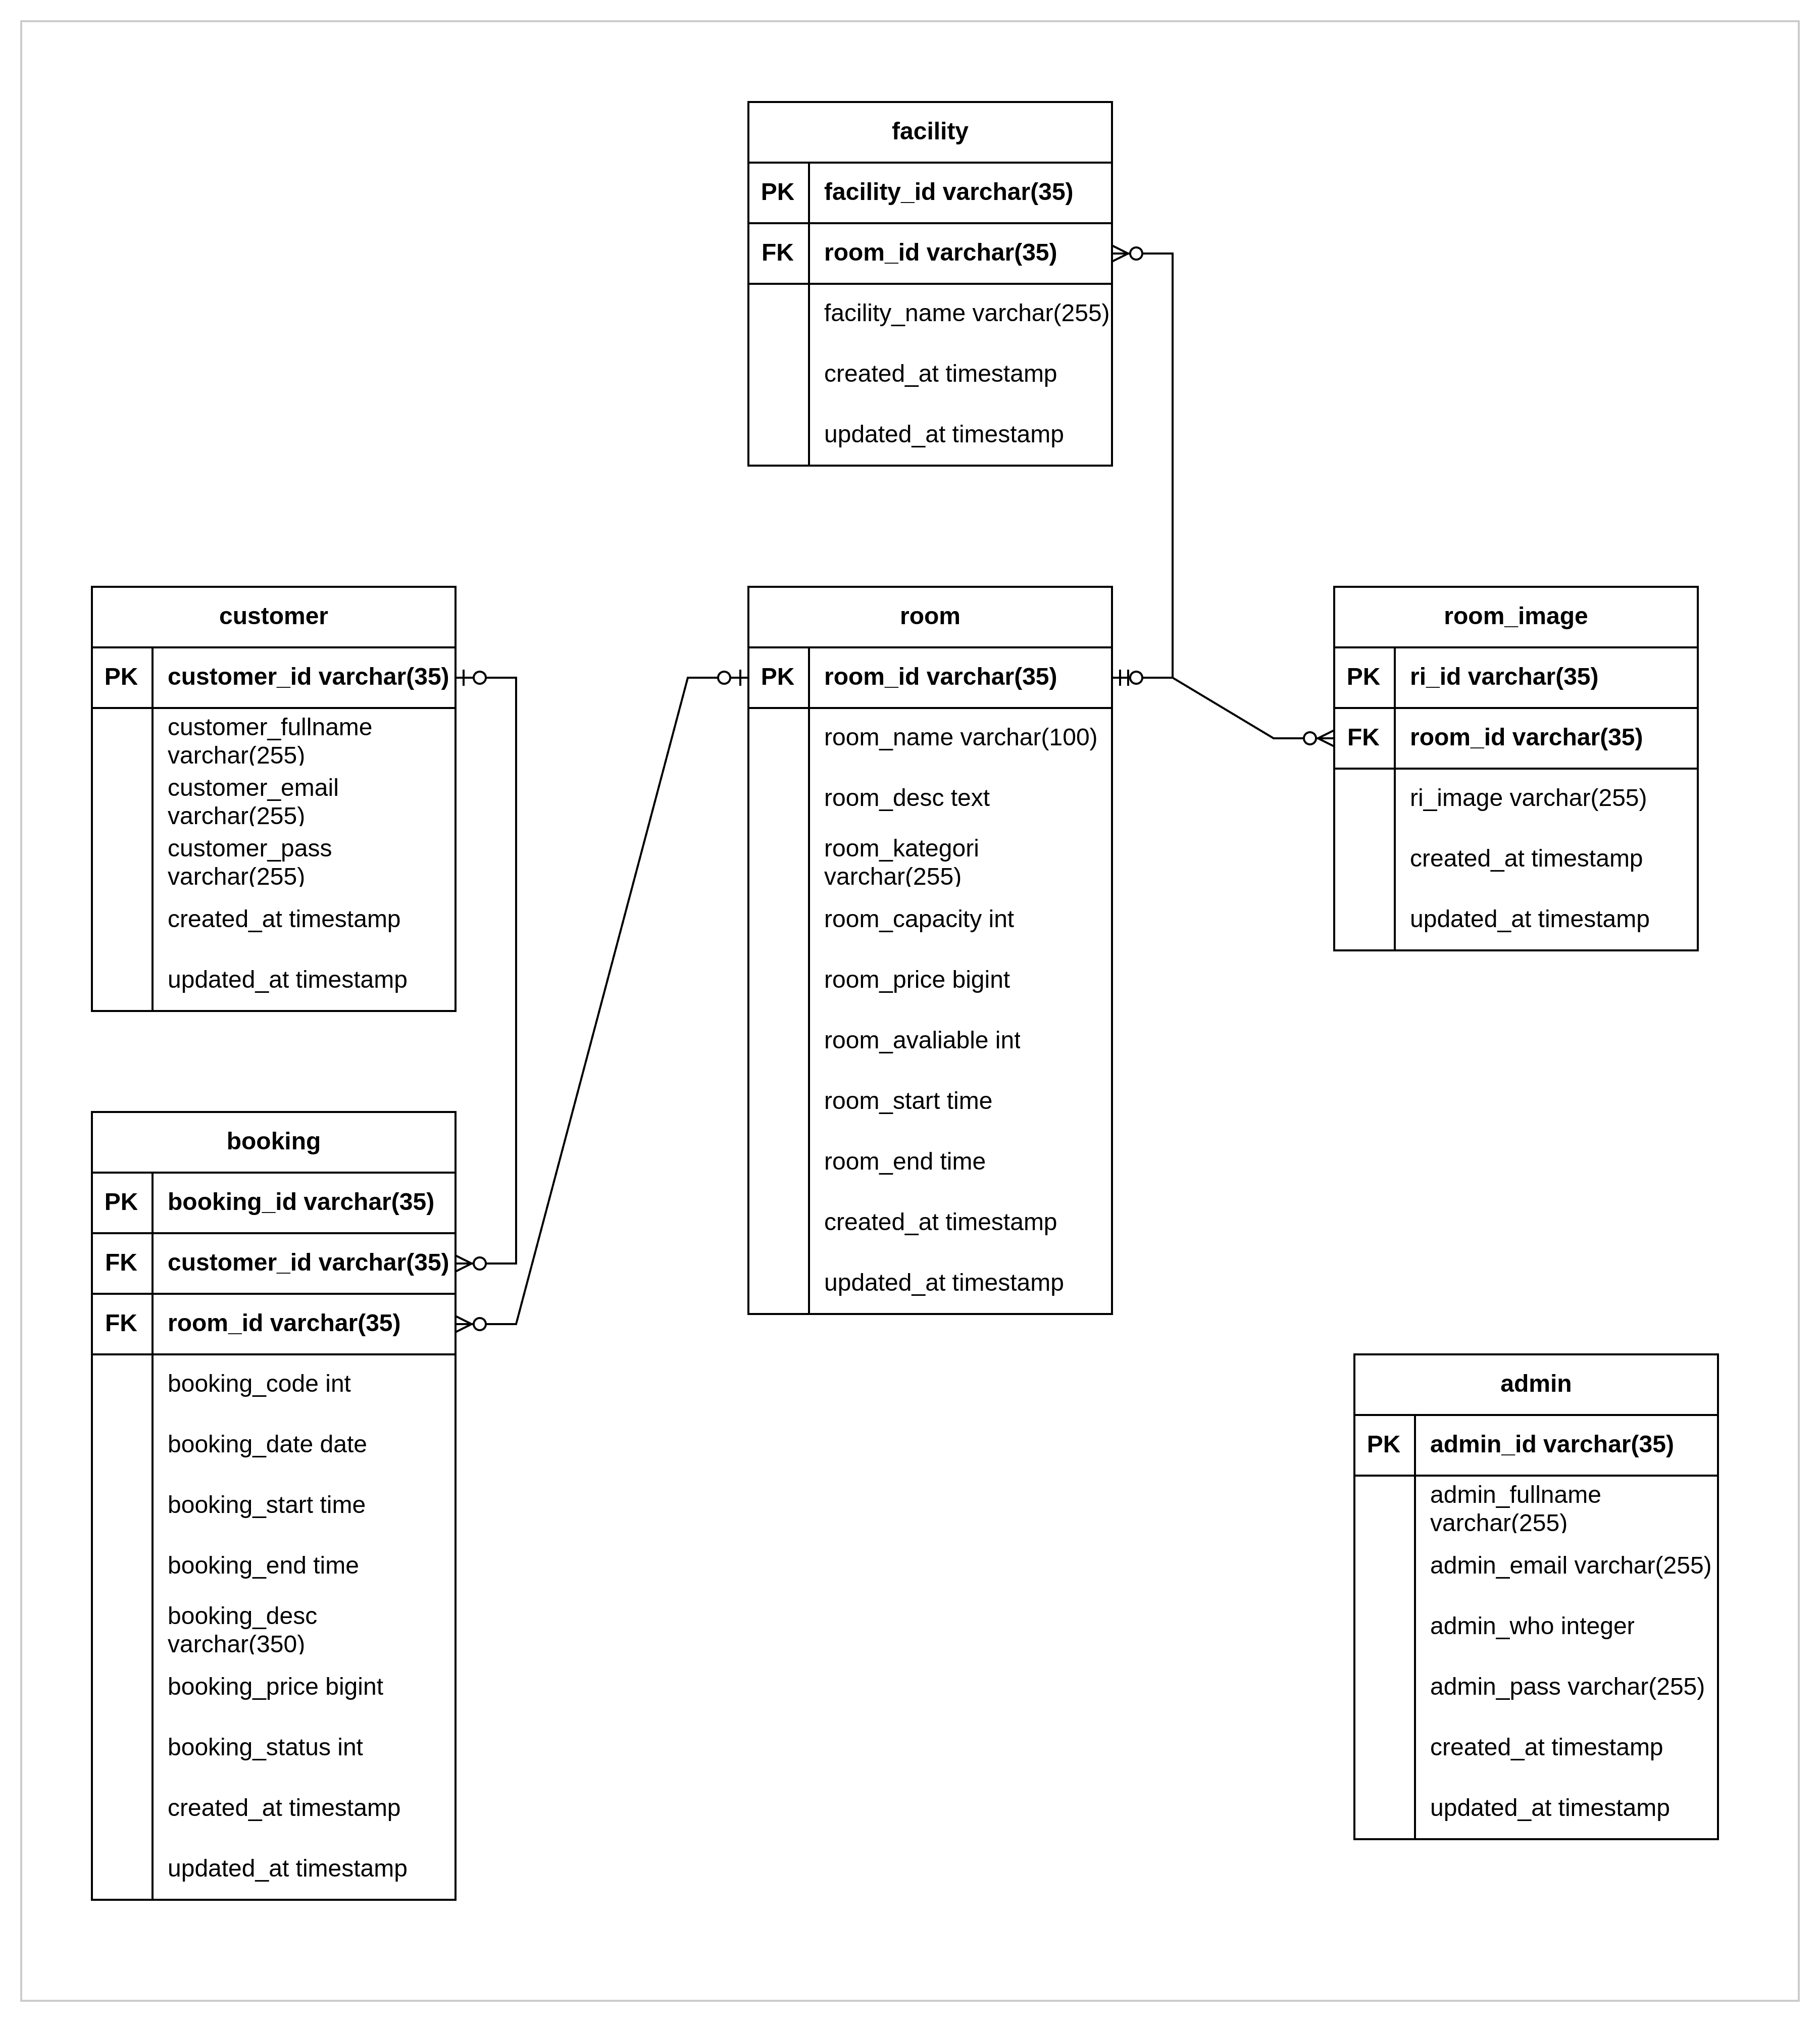 facility
PK facility_id varchar(35)
FK room_id varchar(35)
facility_name varchar(255)
created_at timestamp
updated_at timestamp
customer
PK customer_id varchar(35)
customer_fullname
varchar(255)
customer_email
varchar(255)
customer_pass
varchar(255)
created_at timestamp
updated_at timestamp
room
PK room_id varchar(35)
room_name varchar(100)
room_desc text
room_kategori
varchar(255)
room_capacity int
room_price bigint
room_avaliable int
room_start time
room_end time
created_at timestamp
updated_at timestamp
room_image
PK ri_id varchar(35)
FK room_id varchar(35)
ri_image varchar(255)
created_at timestamp
updated_at timestamp
booking
PK booking_id varchar(35)
FK customer_id varchar(35)
FK room_id varchar(35)
booking_code int
booking_date date
booking_start time
booking_end time
booking_desc
varchar(350)
booking_price bigint
booking_status int
created_at timestamp
updated_at timestamp
admin
PK admin_id varchar(35)
admin_fullname
varchar(255)
admin_email varchar(255)
admin_who integer
admin_pass varchar(255)
created_at timestamp
updated_at timestamp